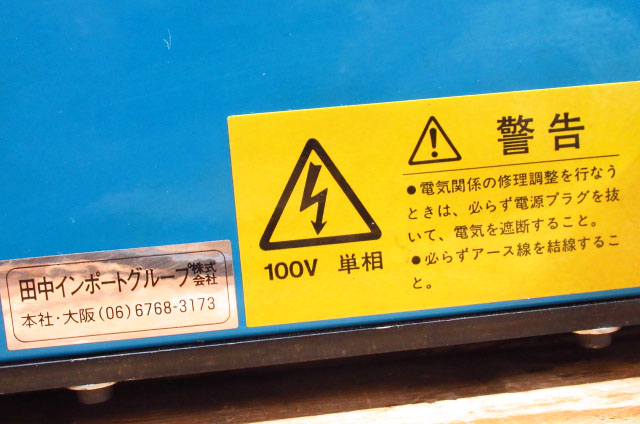 警告
●電気関係の修理調整を行なう
ときは、必らず電源プラグを抜
いて、電気を遮断すること。
●必らずアース線を結線するこ
と。
100V 単相
田中インポートグループ株式会社
本社・大阪(06)6768-3173